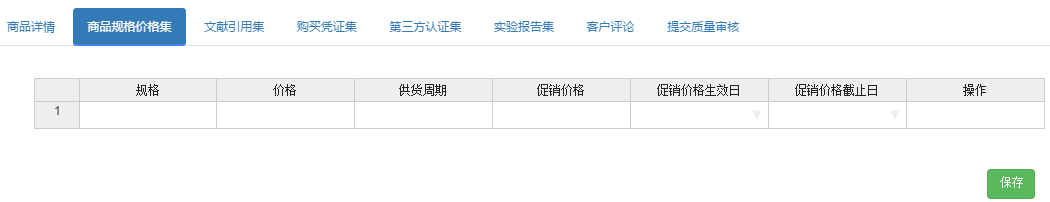 商品详情 商品规格价格集 文献引用集 购买凭证集 第三方认证集 实验报告集 客户评论 提交质量审核
规格 价格 供货周期 促销价格 促销价格生效日 促销价格截止日 操作
1
保存